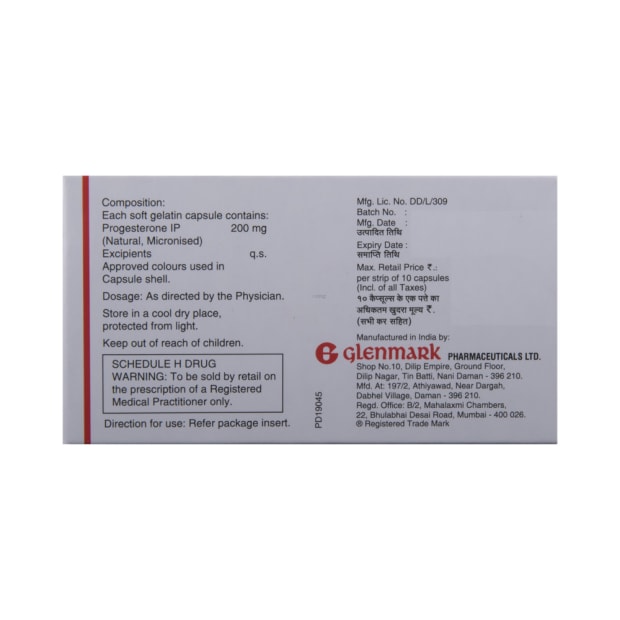 Composition:
Each soft gelatin capsule contains:
Progesterone IP 200 mg
(Natural, Micronised)
Excipients q.s.
Approved colours used in
Capsule shell.
Dosage: As directed by the Physician.
Store in a cool dry place,
protected from light.
Keep out of reach of children.
SCHEDULE H DRUG
WARNING: To be sold by retail on
the prescription of a Registered
Medical Practitioner only.
Direction for use: Refer package insert.
PD19045
Mfg. Lic. No. DD/L/309
Batch No. :
Mfg. Date :
उत्पादित तिथि
Expiry Date :
समाप्ति तिथि
Max. Retail Price ₹.:
per strip of 10 capsules
(Incl. of all Taxes)
१० कैप्सूल्स के एक पत्ते का
अधिकतम खुदरा मूल्य ₹.
(सभी कर सहित)
Manufactured in India by:
G glenmark PHARMACEUTICALS LTD.
Shop No.10, Dilip Empire, Ground Floor,
Dilip Nagar, Tin Batti, Nani Daman - 396 210.
Mfd. At: 197/2, Athiyawad, Near Dargah,
Dabhel Village, Daman - 396 210.
Regd. Office: B/2, Mahalaxmi Chambers,
22, Bhulabhai Desai Road, Mumbai - 400 026.
® Registered Trade Mark